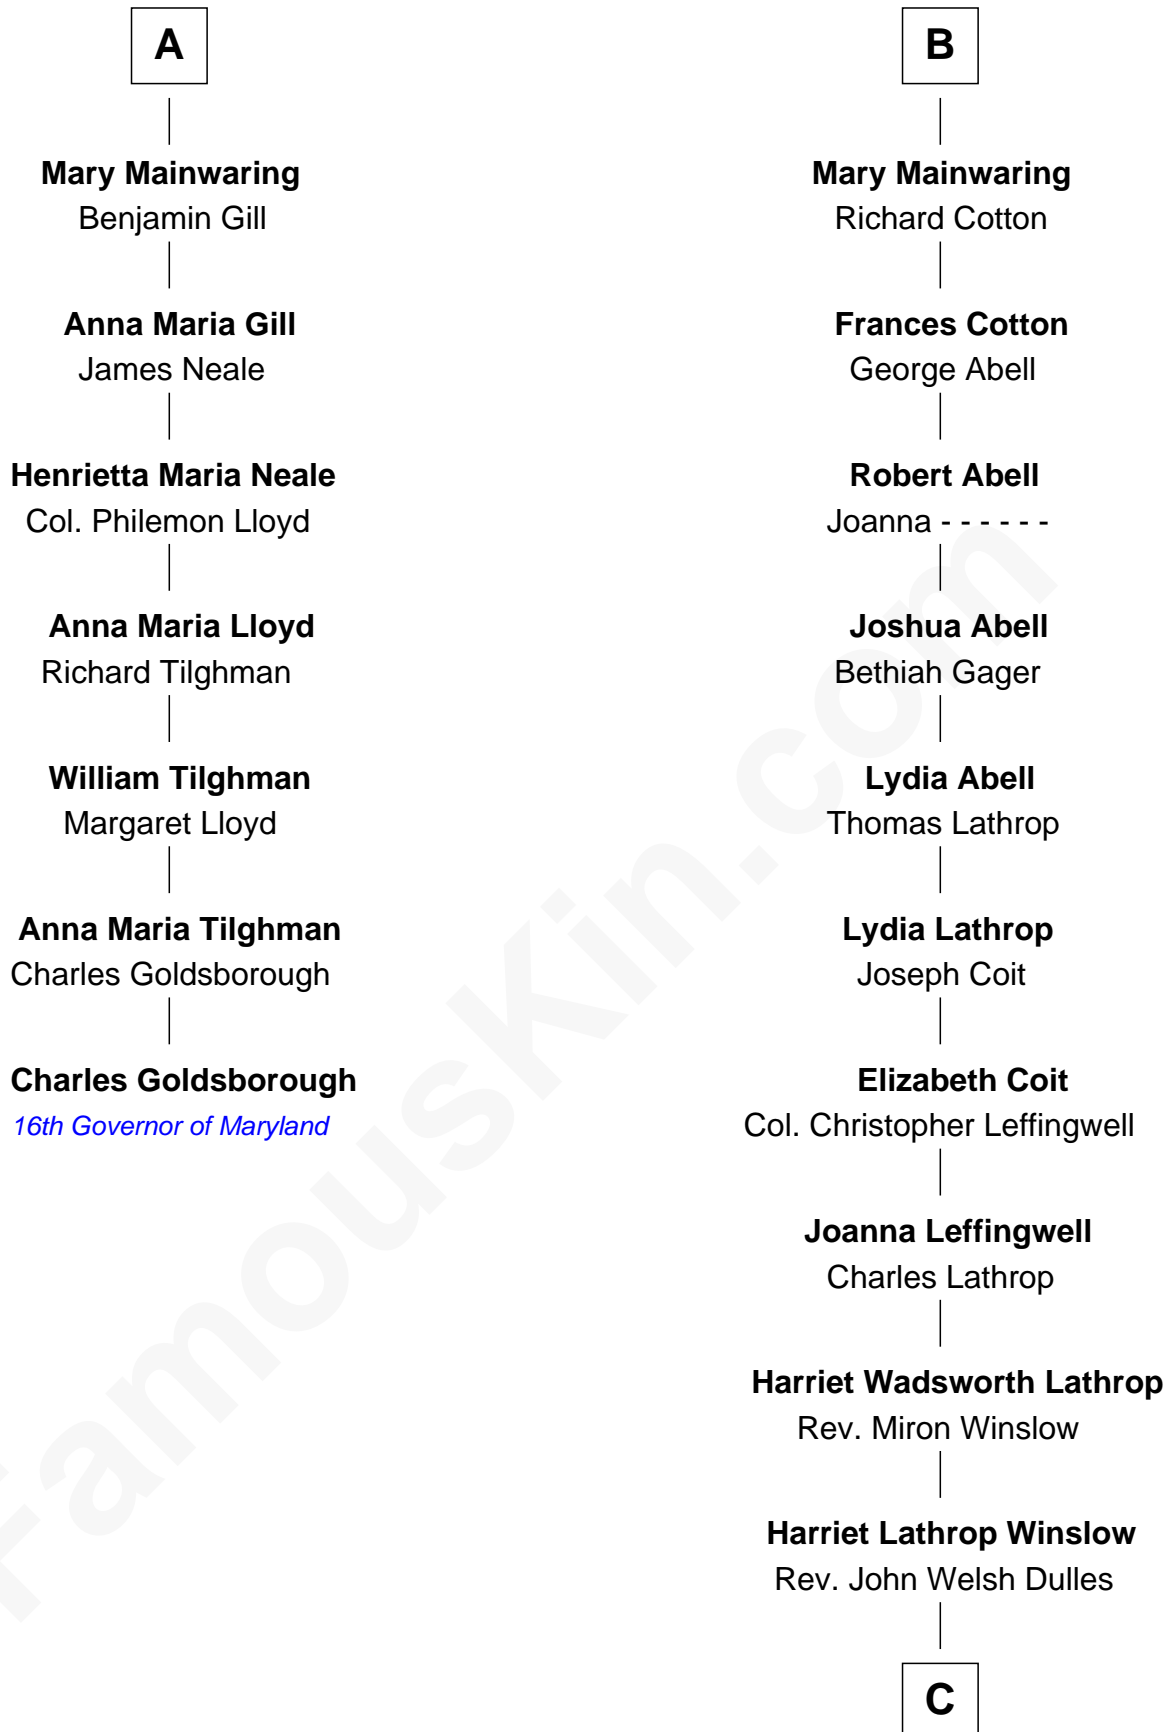 A
Mary Mainwaring
Benjamin Gill
Anna Maria Gill
James Neale
Henrietta Maria Neale
Col. Philemon Lloyd
Anna Maria Lloyd
Richard Tilghman
William Tilghman
Margaret Lloyd
Anna Maria Tilghman
Charles Goldsborough
Charles Goldsborough
16th Governor of Maryland
B
Mary Mainwaring
Richard Cotton
Frances Cotton
George Abell
Robert Abell
Joanna - - - - - -
Joshua Abell
Bethiah Gager
Lydia Abell
Thomas Lathrop
Lydia Lathrop
Joseph Coit
Elizabeth Coit
Col. Christopher Leffingwell
Joanna Leffingwell
Charles Lathrop
Harriet Wadsworth Lathrop
Rev. Miron Winslow
Harriet Lathrop Winslow
Rev. John Welsh Dulles
C
FamousKin.com